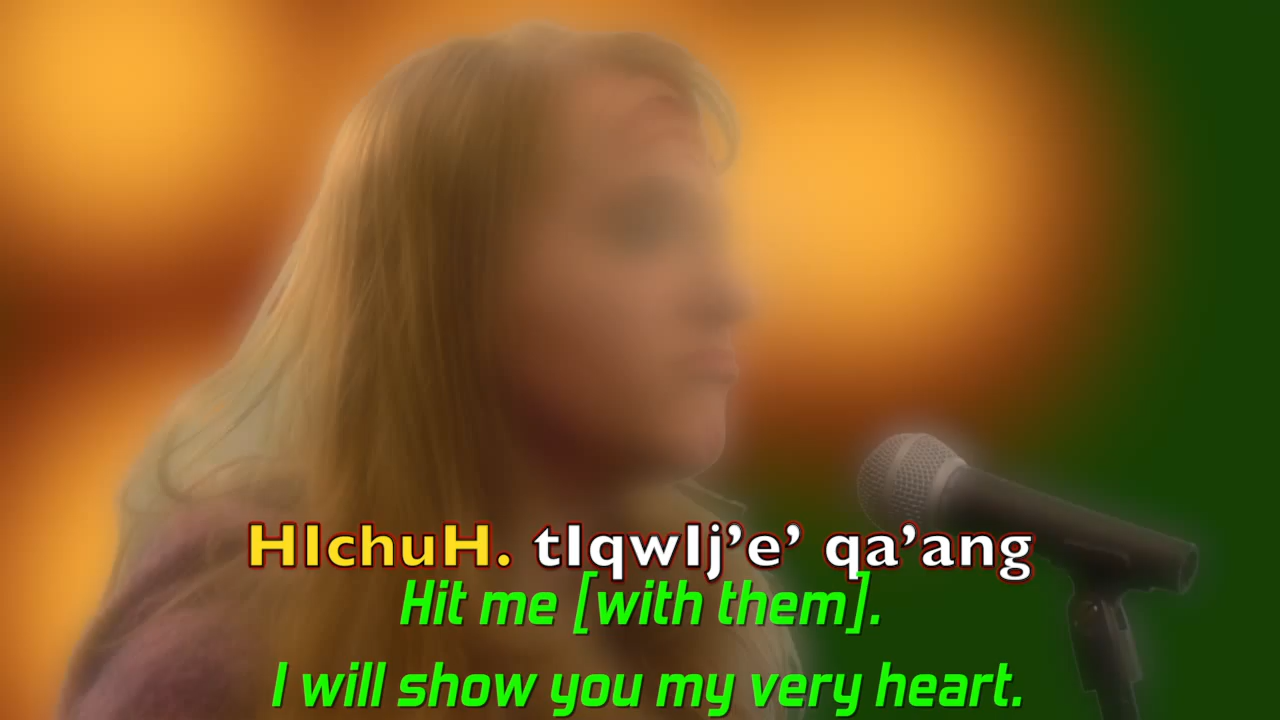 HIchuH. tIqwIj’e’ qa’ang
Hit me [with them].
I will show you my very heart.